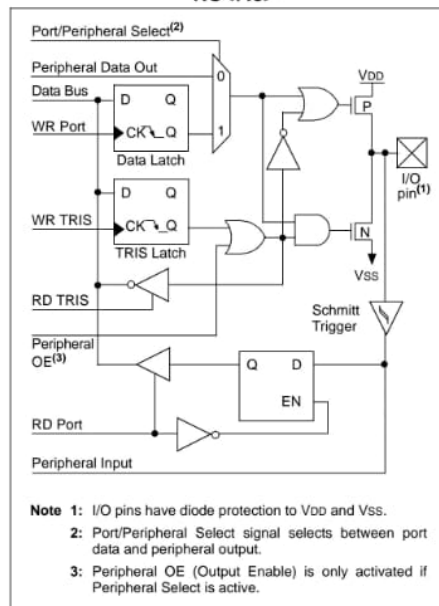 Port/Peripheral Select(2)
Peripheral Data Out
Data Bus
D Q
WR Port
CK Q
Data Latch
0
1
VDD
P
I/O
pin(1)
N
VSS
D Q
WR TRIS
CK Q
TRIS Latch
RD TRIS
Schmitt
Trigger
Peripheral
OE(3)
Q D
EN
RD Port
Peripheral Input
Note 1: I/O pins have diode protection to VDD and VSS.
2: Port/Peripheral Select signal selects between port
data and peripheral output.
3: Peripheral OE (Output Enable) is only activated if
Peripheral Select is active.